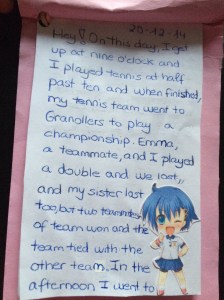 20-12-14
Hey! On this day, I get
up at nine o'clock and
I played tennis at half
past ten and when finished,
my tennis team went to
Granollers to play a
championship. Emma,
a teammate, and I played
a double and we lost,
and my sister lost
too, but two teammates
of team won and the
team tied with the
other team. In the
afternoon I went to